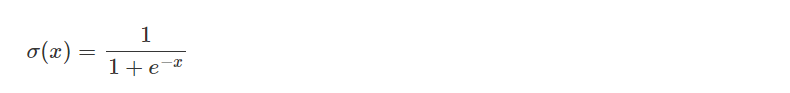 σ(x) = 1 / (1 + e^{-x})